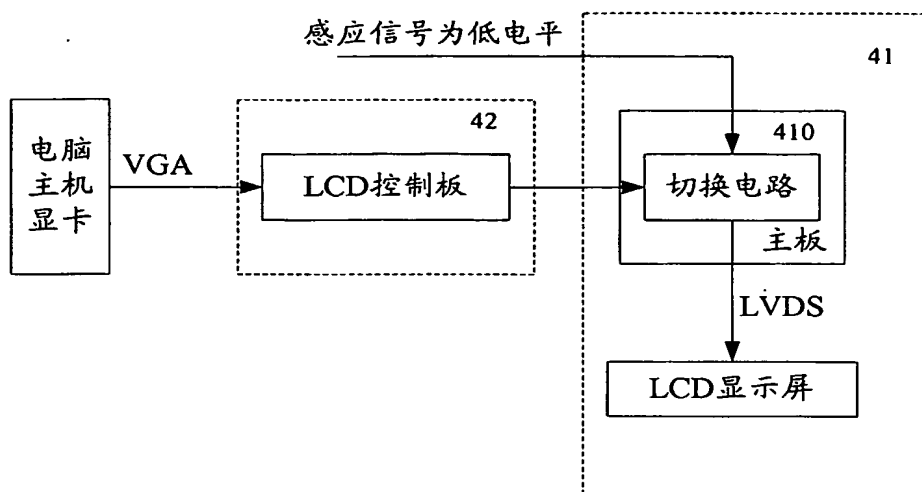 感应信号为低电平
41
42
410
电脑
主机
显卡
VGA
LCD控制板
切换电路
主板
LVDS
LCD显示屏